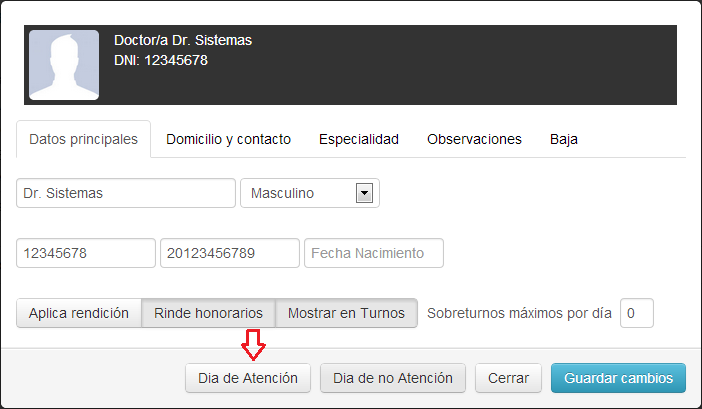 Doctor/a Dr. Sistemas
DNI: 12345678
Datos principales Domicilio y contacto Especialidad Observaciones Baja
Dr. Sistemas Masculino
12345678 20123456789 Fecha Nacimiento
Aplica rendición Rinde honorarios Mostrar en Turnos Sobreturnos máximos por día 0
Dia de Atención Dia de no Atención Cerrar Guardar cambios